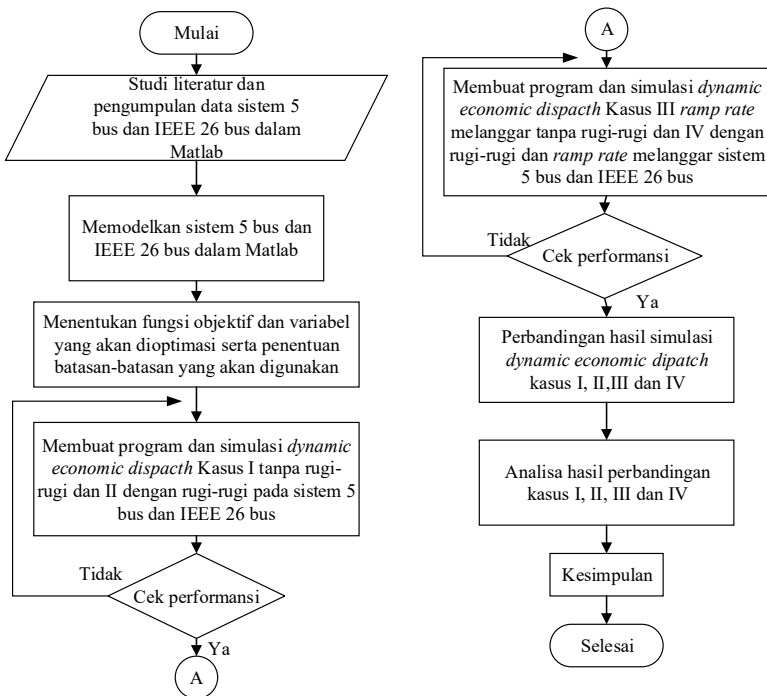 Mulai
Studi literatur dan
pengumpulan data sistem 5
bus dan IEEE 26 bus dalam
Matlab
Memodelkan sistem 5 bus dan
IEEE 26 bus dalam Matlab
Menentukan fungsi objektif dan variabel
yang akan dioptimasi serta penentuan
batasan-batasan yang akan digunakan
Membuat program dan simulasi dynamic
economic dispacth Kasus I tanpa rugi-
rugi dan II dengan rugi-rugi pada sistem 5
bus dan IEEE 26 bus
Tidak
Cek performansi
Ya
A
A
Membuat program dan simulasi dynamic
economic dispacth Kasus III ramp rate
melanggar tanpa rugi-rugi dan IV dengan
rugi-rugi dan ramp rate melanggar sistem
5 bus dan IEEE 26 bus
Tidak
Cek performansi
Ya
Perbandingan hasil simulasi
dynamic economic dipatch
kasus I, II,III dan IV
Analisa hasil perbandingan
kasus I, II, III dan IV
Kesimpulan
Selesai